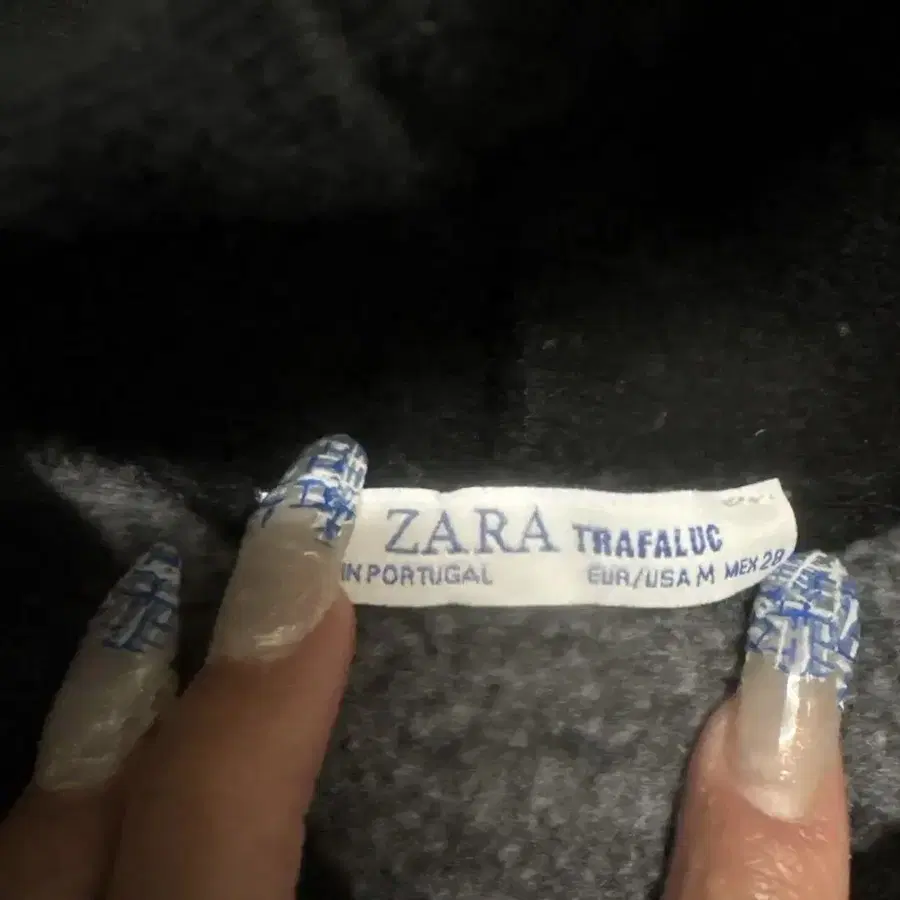 ZARA TRAFALUC
IN PORTUGAL EUR/USA M MEX 28